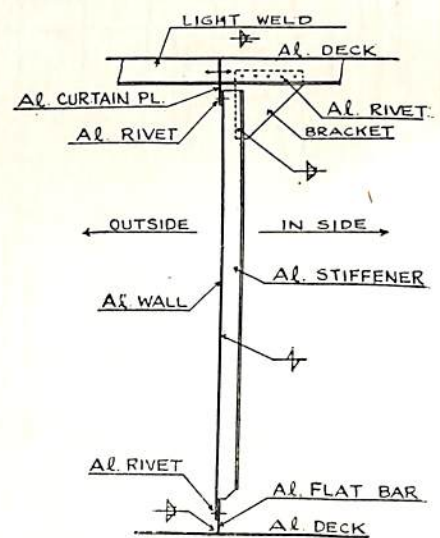 LIGHT WELD
Al. DECK
Al. CURTAIN PL.
Al. RIVET
Al. RIVET
BRACKET
OUTSIDE
IN SIDE
Al. STIFFENER
Al. WALL
Al. RIVET
Al. FLAT BAR
Al. DECK